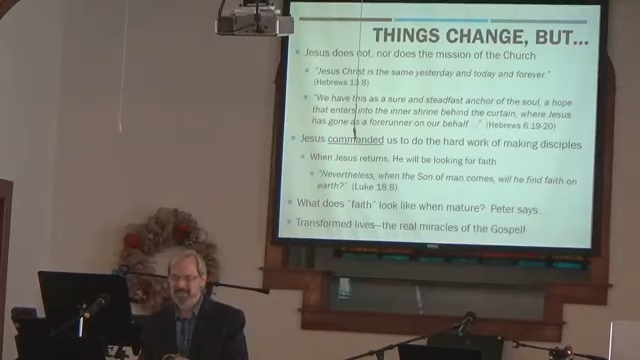 THINGS CHANGE, BUT...
Jesus does not, nor does the mission of the Church
"Jesus Christ is the same yesterday and today and forever."
(Hebrews 13:8)
"We have this as a sure and steadfast anchor of the soul, a hope
that enters into the inner shrine behind the curtain, where Jesus
has gone as a forerunner on our behalf..." (Hebrews 6.19-20)
Jesus commanded us to do the hard work of making disciples
When Jesus returns, He will be looking for faith
"Nevertheless, when the Son of man comes, will he find faith on
earth?" (Luke 18.8)
What does "faith" look like when mature? Peter says...
Transformed lives—the real miracles of the Gospel!